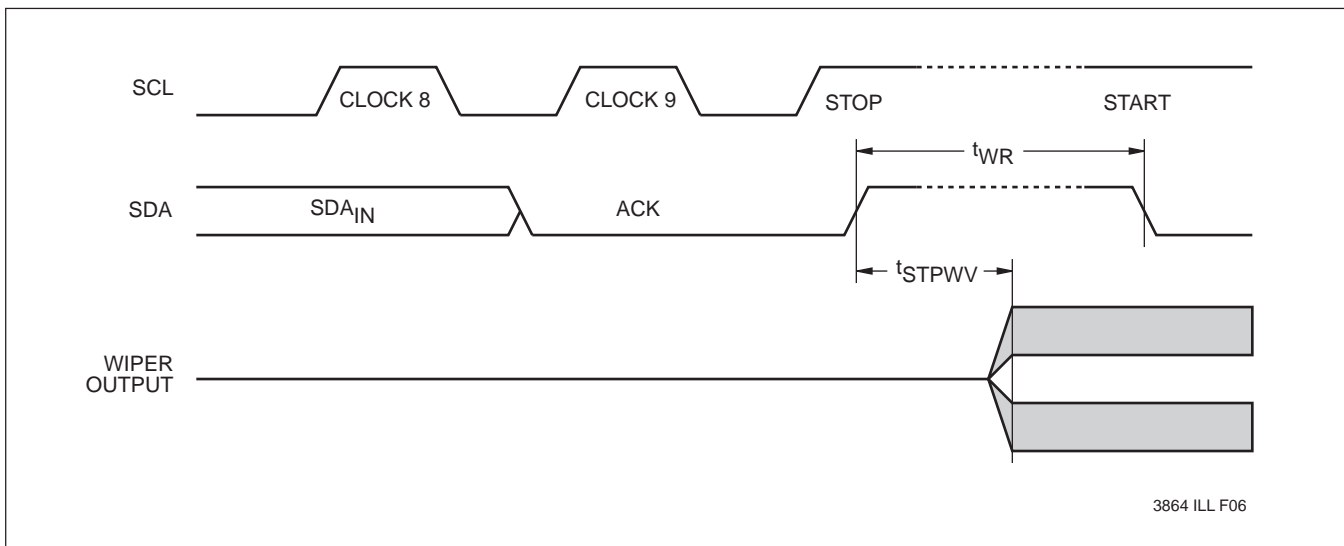 SCL
CLOCK 8
CLOCK 9
STOP
START
tWR
SDA
SDAIN
ACK
tSTPWV
WIPER
OUTPUT
3864 ILL F06